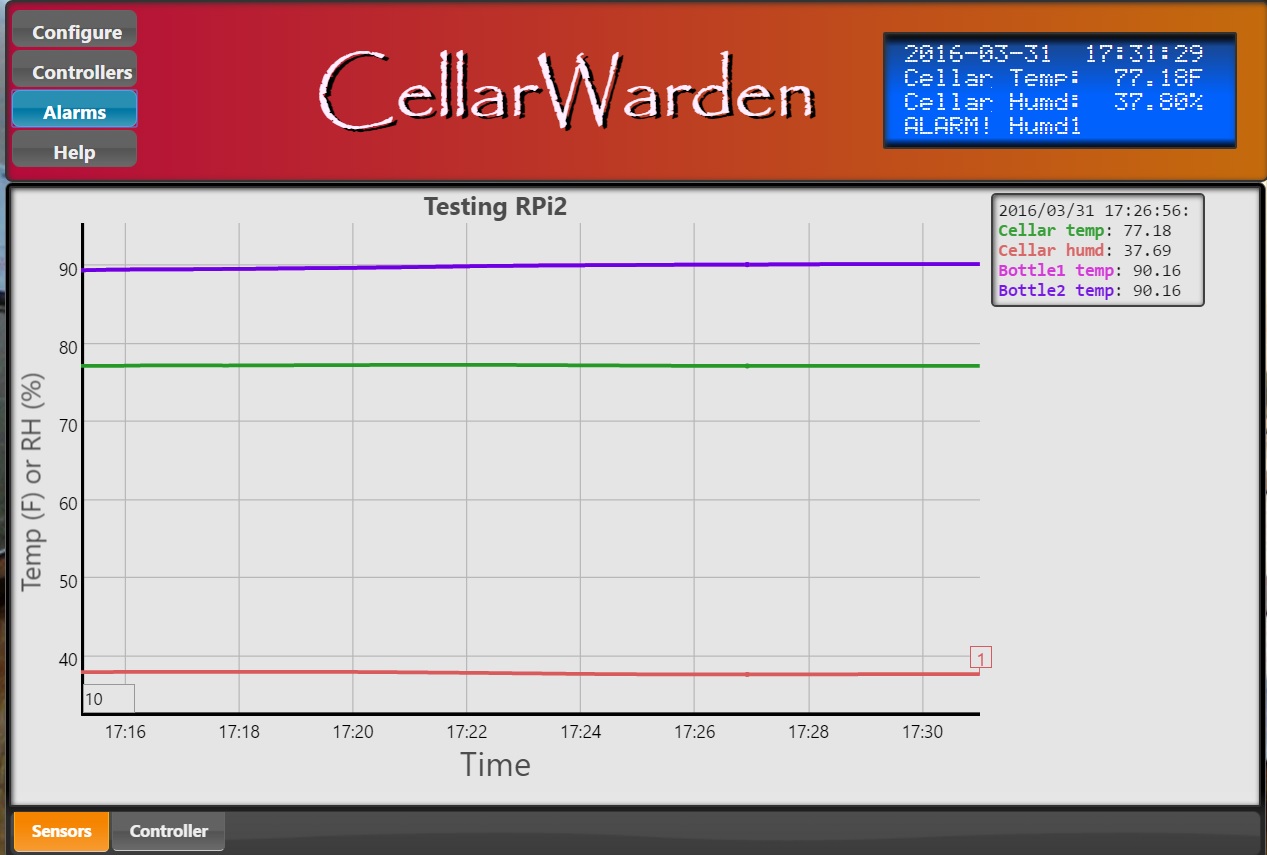 Configure
Controllers
Alarms
Help
CellarWarden
2016-03-31 17:31:29
Cellar Temp: 77.18F
Cellar Humd: 37.80%
ALARM! Humd1
Testing RPi2
2016/03/31 17:26:56:
Cellar temp: 77.18
Cellar humd: 37.69
Bottle1 temp: 90.16
Bottle2 temp: 90.16
Temp (F) or RH (%)
90
80
70
60
50
40
1
10
17:16 17:18 17:20 17:22 17:24 17:26 17:28 17:30
Time
Sensors Controller